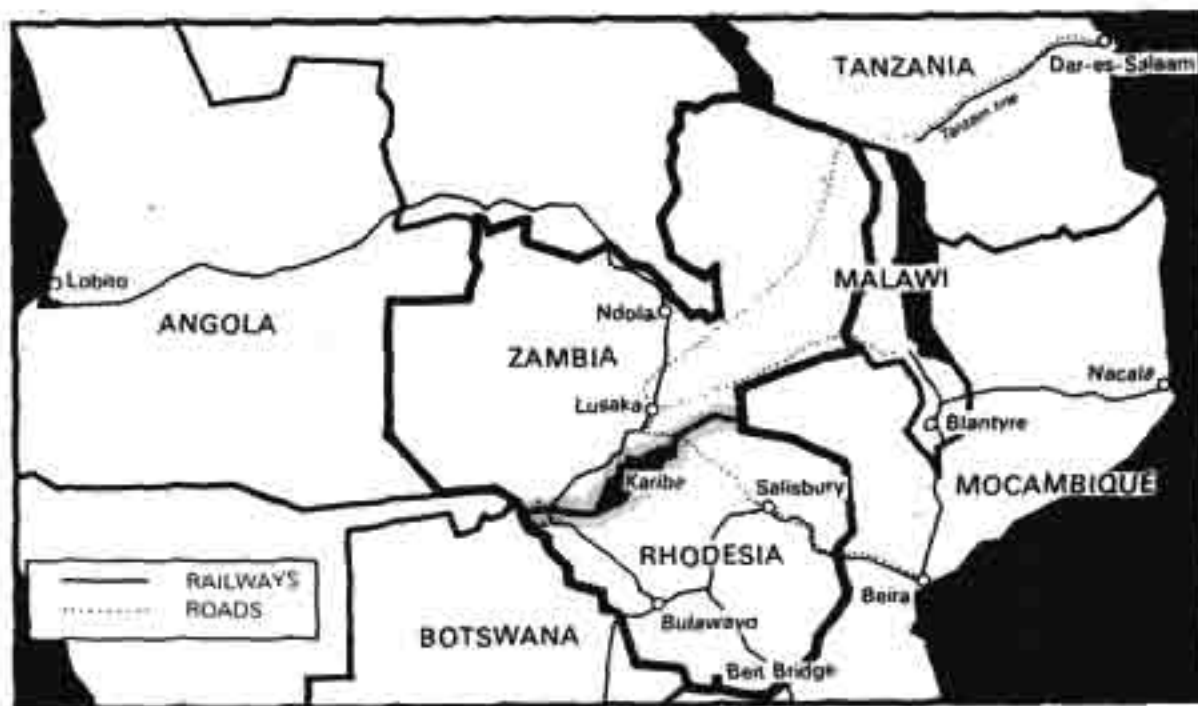 TANZANIA
Dar-es-Salaam
Tanzam line
Lobito
ANGOLA
MALAWI
Ndola
ZAMBIA
Nacala
Lusaka
Blantyre
Kariba
Salisbury
MOCAMBIQUE
RHODESIA
RAILWAYS
ROADS
Beira
Bulawayo
BOTSWANA
Beit Bridge